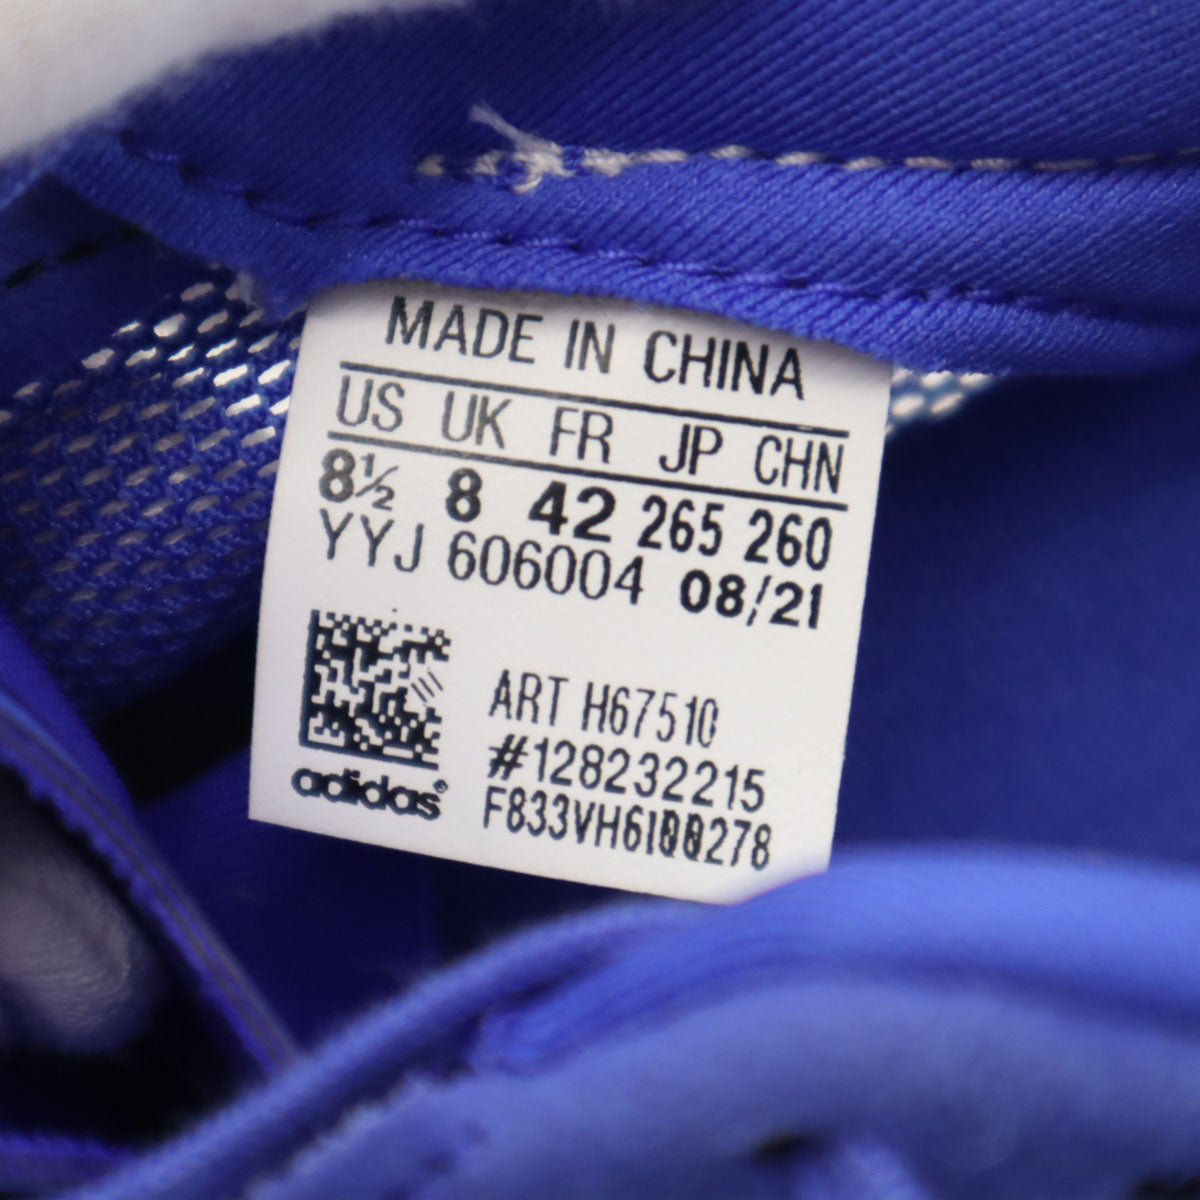 MADE IN CHINA
US UK FR JP CHN
8½ 8 42 265 260
YYJ 606004 08/21
ART H67510
#128232215
adidas®